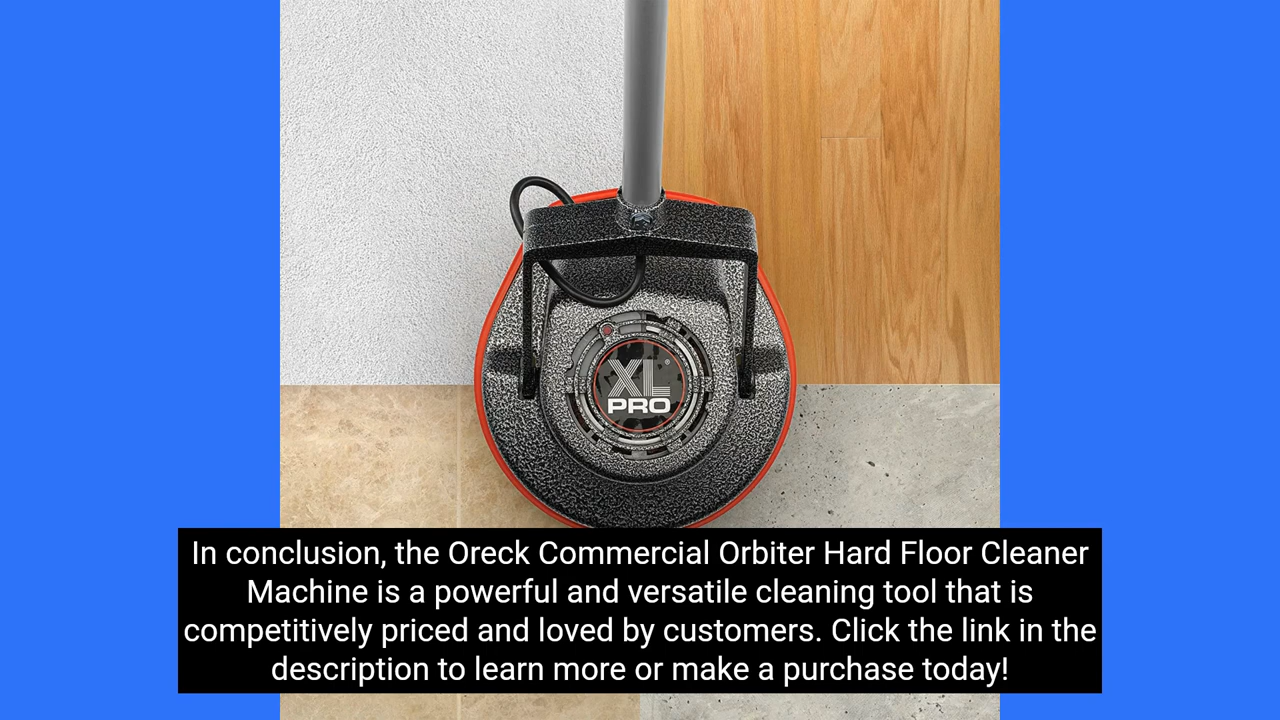 XL®
PRO
In conclusion, the Oreck Commercial Orbiter Hard Floor Cleaner
Machine is a powerful and versatile cleaning tool that is
competitively priced and loved by customers. Click the link in the
description to learn more or make a purchase today!